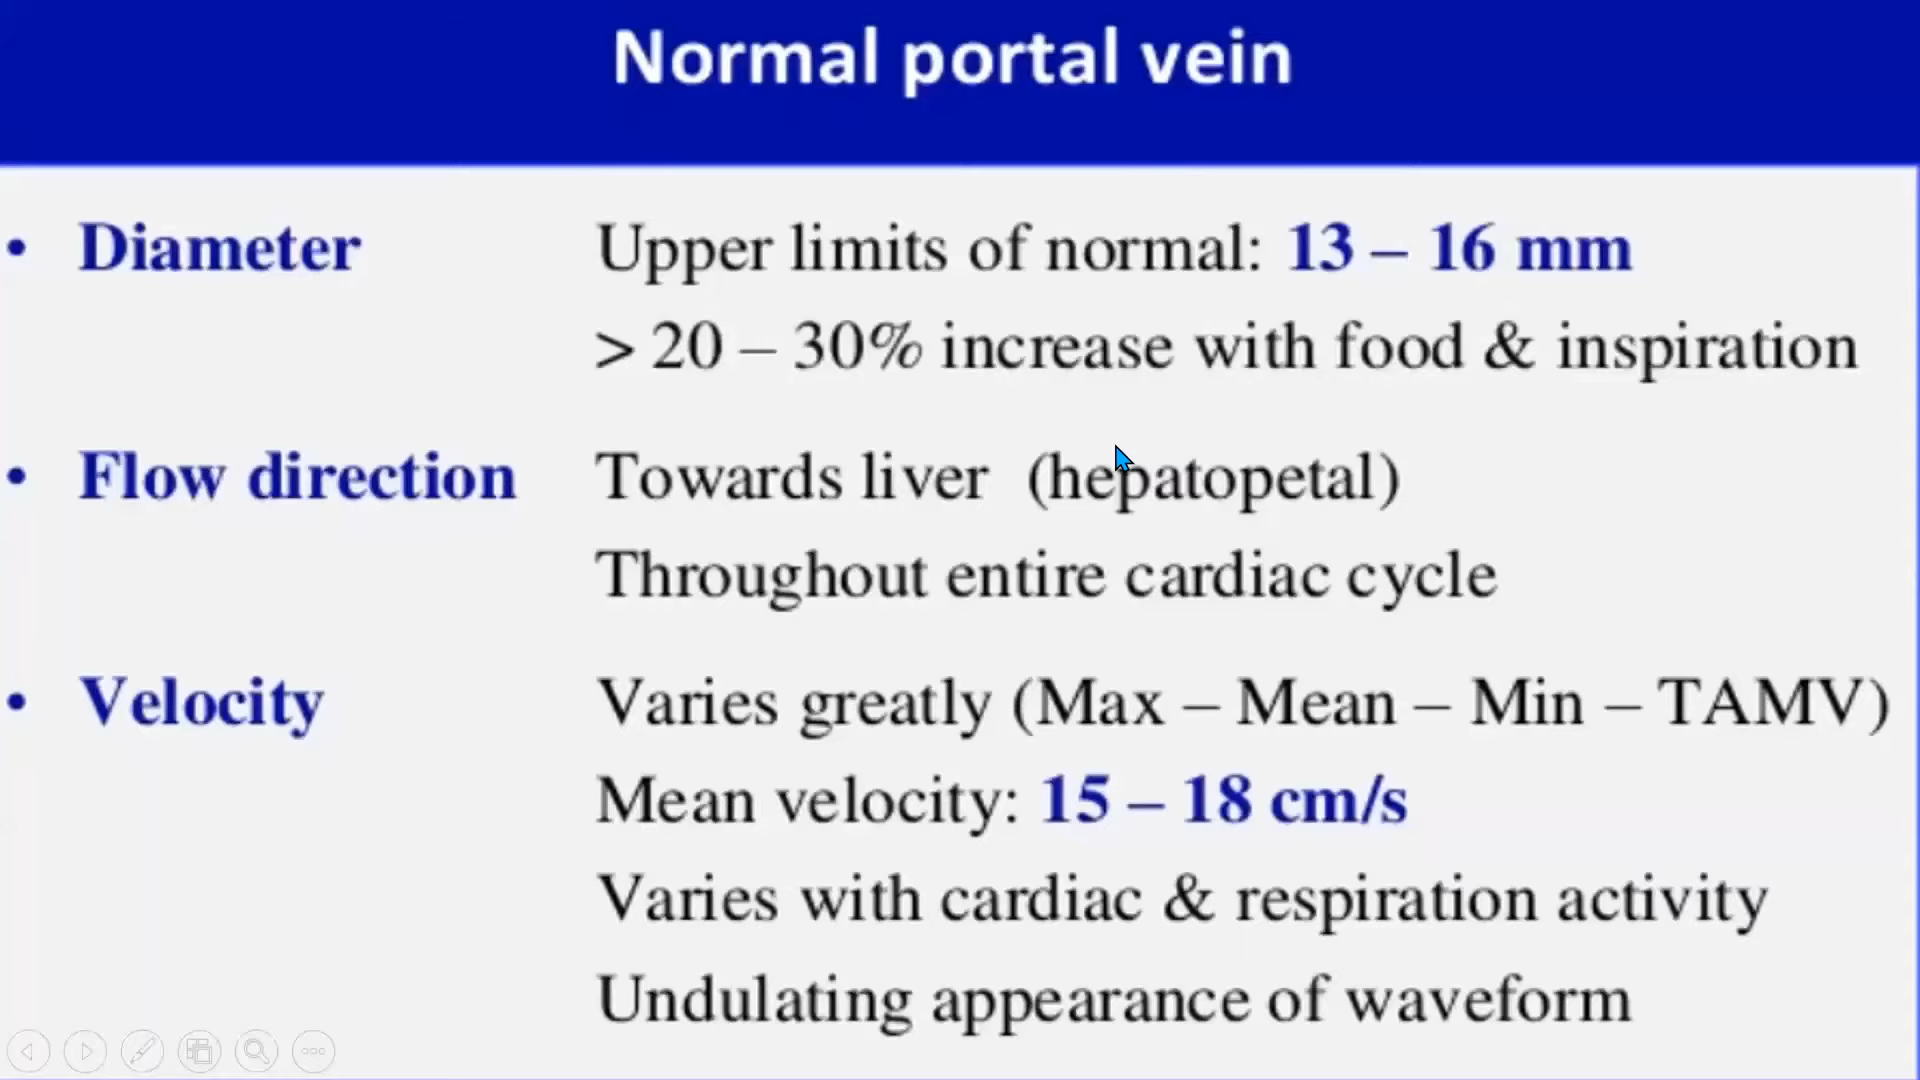 Normal portal vein
• Diameter Upper limits of normal: 13 – 16 mm
> 20 – 30% increase with food & inspiration
• Flow direction Towards liver (hepatopetal)
Throughout entire cardiac cycle
• Velocity Varies greatly (Max – Mean – Min – TAMV)
Mean velocity: 15 – 18 cm/s
Varies with cardiac & respiration activity
Undulating appearance of waveform